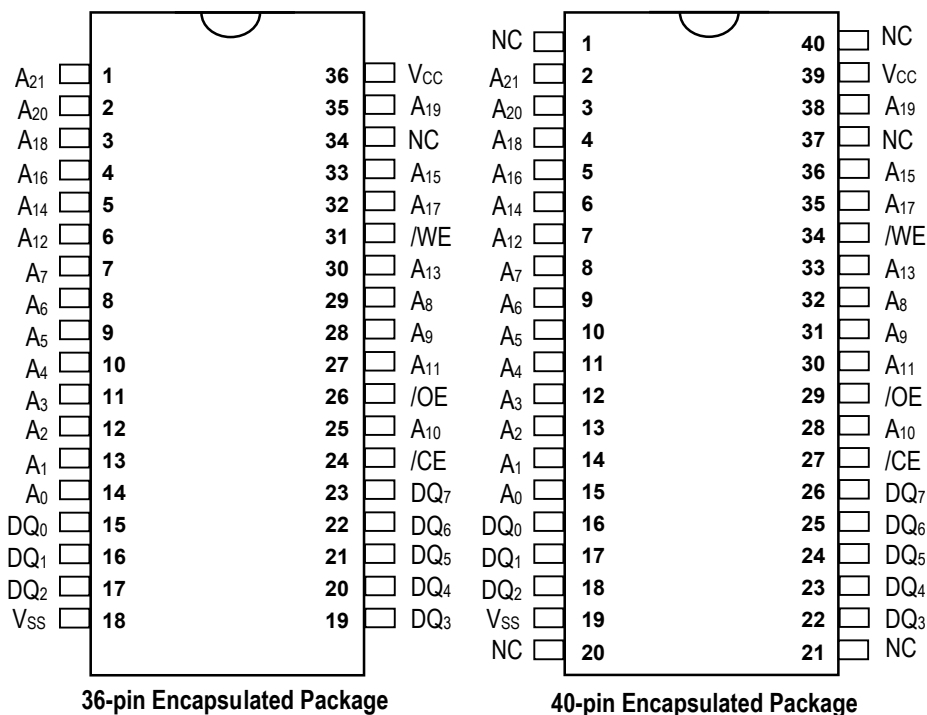 NC 1 40 NC
A21 1 36 VCC A21 2 39 VCC
A20 2 35 A19 A20 3 38 A19
A18 3 34 NC A18 4 37 NC
A16 4 33 A15 A16 5 36 A15
A14 5 32 A17 A14 6 35 A17
A12 6 31 /WE A12 7 34 /WE
A7 7 30 A13 A7 8 33 A13
A6 8 29 A8 A6 9 32 A8
A5 9 28 A9 A5 10 31 A9
A4 10 27 A11 A4 11 30 A11
A3 11 26 /OE A3 12 29 /OE
A2 12 25 A10 A2 13 28 A10
A1 13 24 /CE A1 14 27 /CE
A0 14 23 DQ7 A0 15 26 DQ7
DQ0 15 22 DQ6 DQ0 16 25 DQ6
DQ1 16 21 DQ5 DQ1 17 24 DQ5
DQ2 17 20 DQ4 DQ2 18 23 DQ4
VSS 18 19 DQ3 VSS 19 22 DQ3
NC 20 21 NC
36-pin Encapsulated Package 40-pin Encapsulated Package